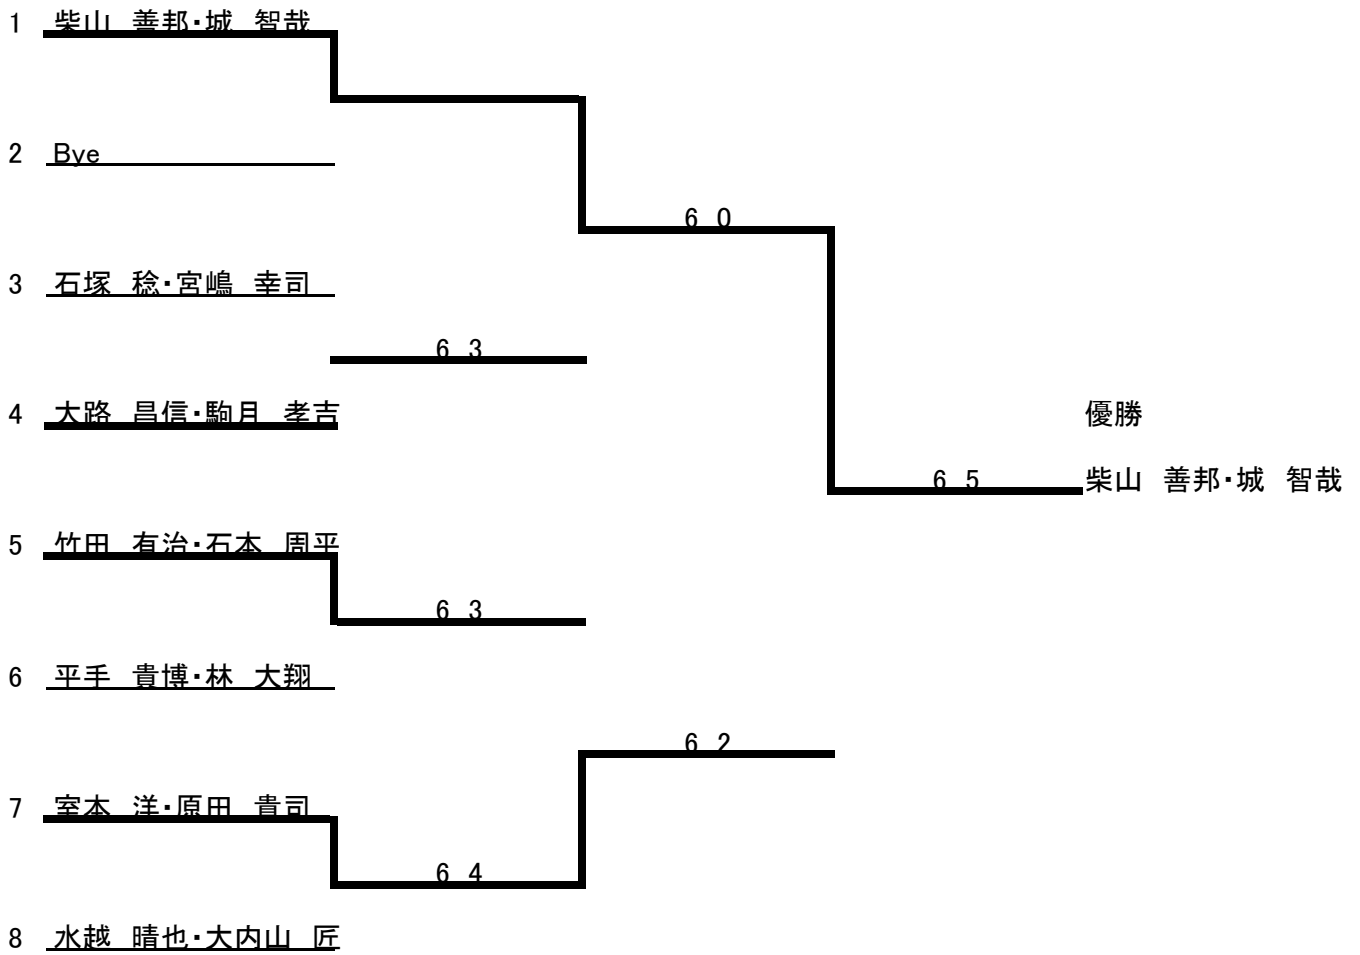 1 柴山 善邦・城 智哉
2 Bye
6 0
3 石塚 稔・宮嶋 幸司
6 3
4 大路 昌信・駒月 孝吉
優勝
6 5 柴山 善邦・城 智哉
5 竹田 有治・石本 周平
6 3
6 平手 貴博・林 大翔
6 2
7 室本 洋・原田 貴司
6 4
8 水越 晴也・大内山 匠